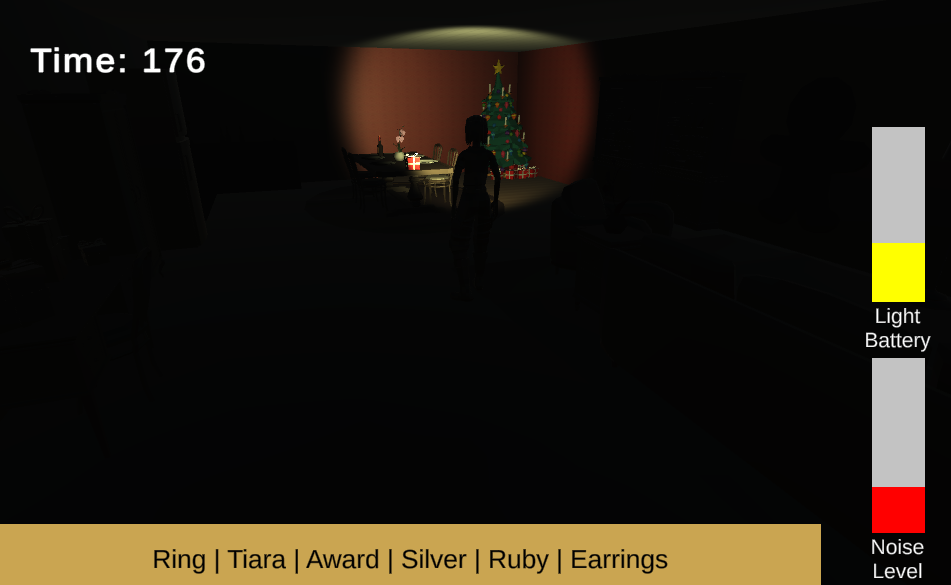 Time: 176
Light
Battery
Noise
Level
Ring | Tiara | Award | Silver | Ruby | Earrings